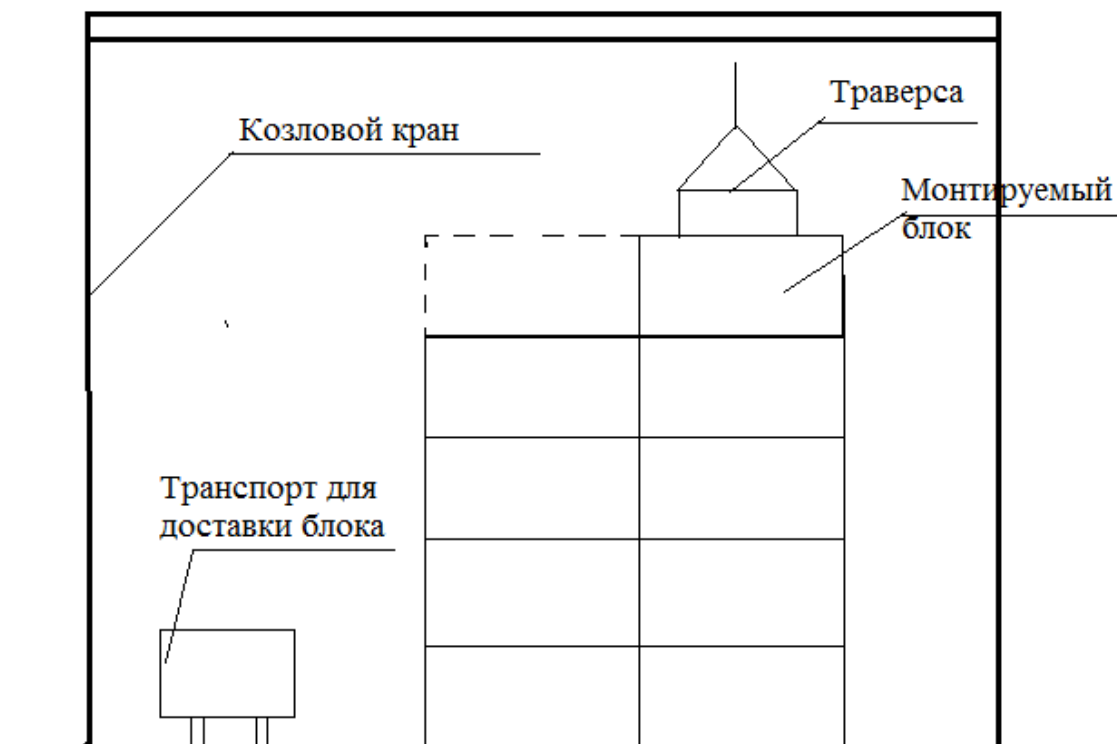 Траверса
Козловой кран
Монтируемый
блок
Транспорт для
доставки блока